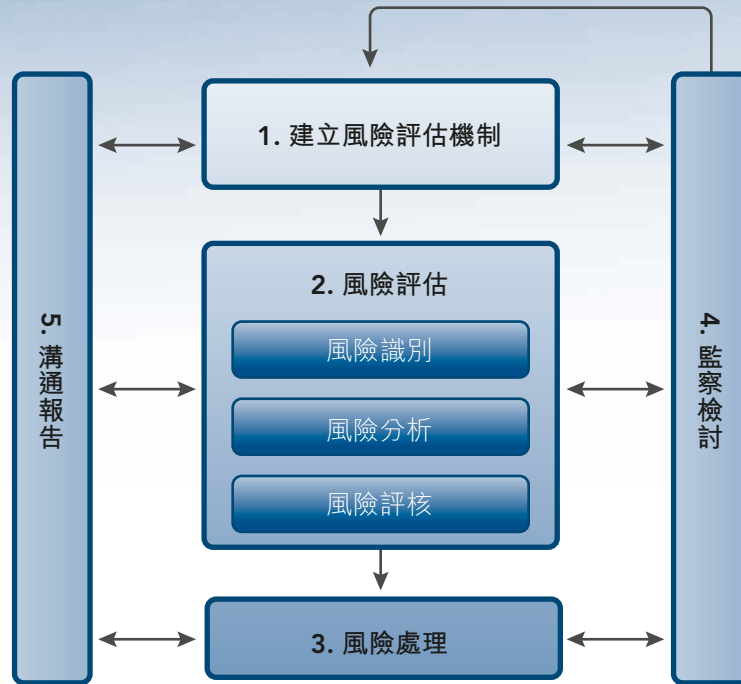 1. 建立風險評估機制
2. 風險評估
風險識別
風險分析
風險評核
3. 風險處理
4. 監察檢討
5. 溝通報告